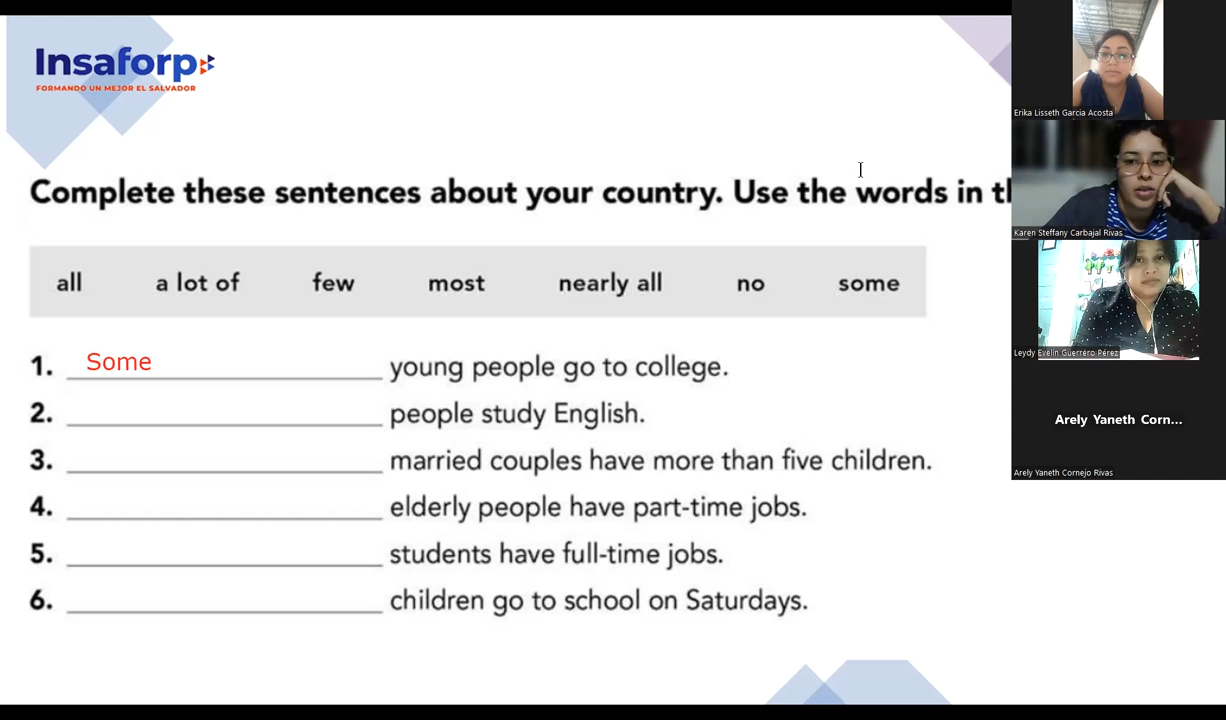 Insaforp
FORMANDO UN MEJOR EL SALVADOR
Complete these sentences about your country. Use the words in th
all a lot of few most nearly all no some
1. Some young people go to college.
2. people study English.
3. married couples have more than five children.
4. elderly people have part-time jobs.
5. students have full-time jobs.
6. children go to school on Saturdays.
Erika Lisseth Garcia Acosta
Karen Steffany Carbajal Rivas
Leydy Evelin Guerrero Pérez
Arely Yaneth Corn...
Arely Yaneth Cornejo Rivas